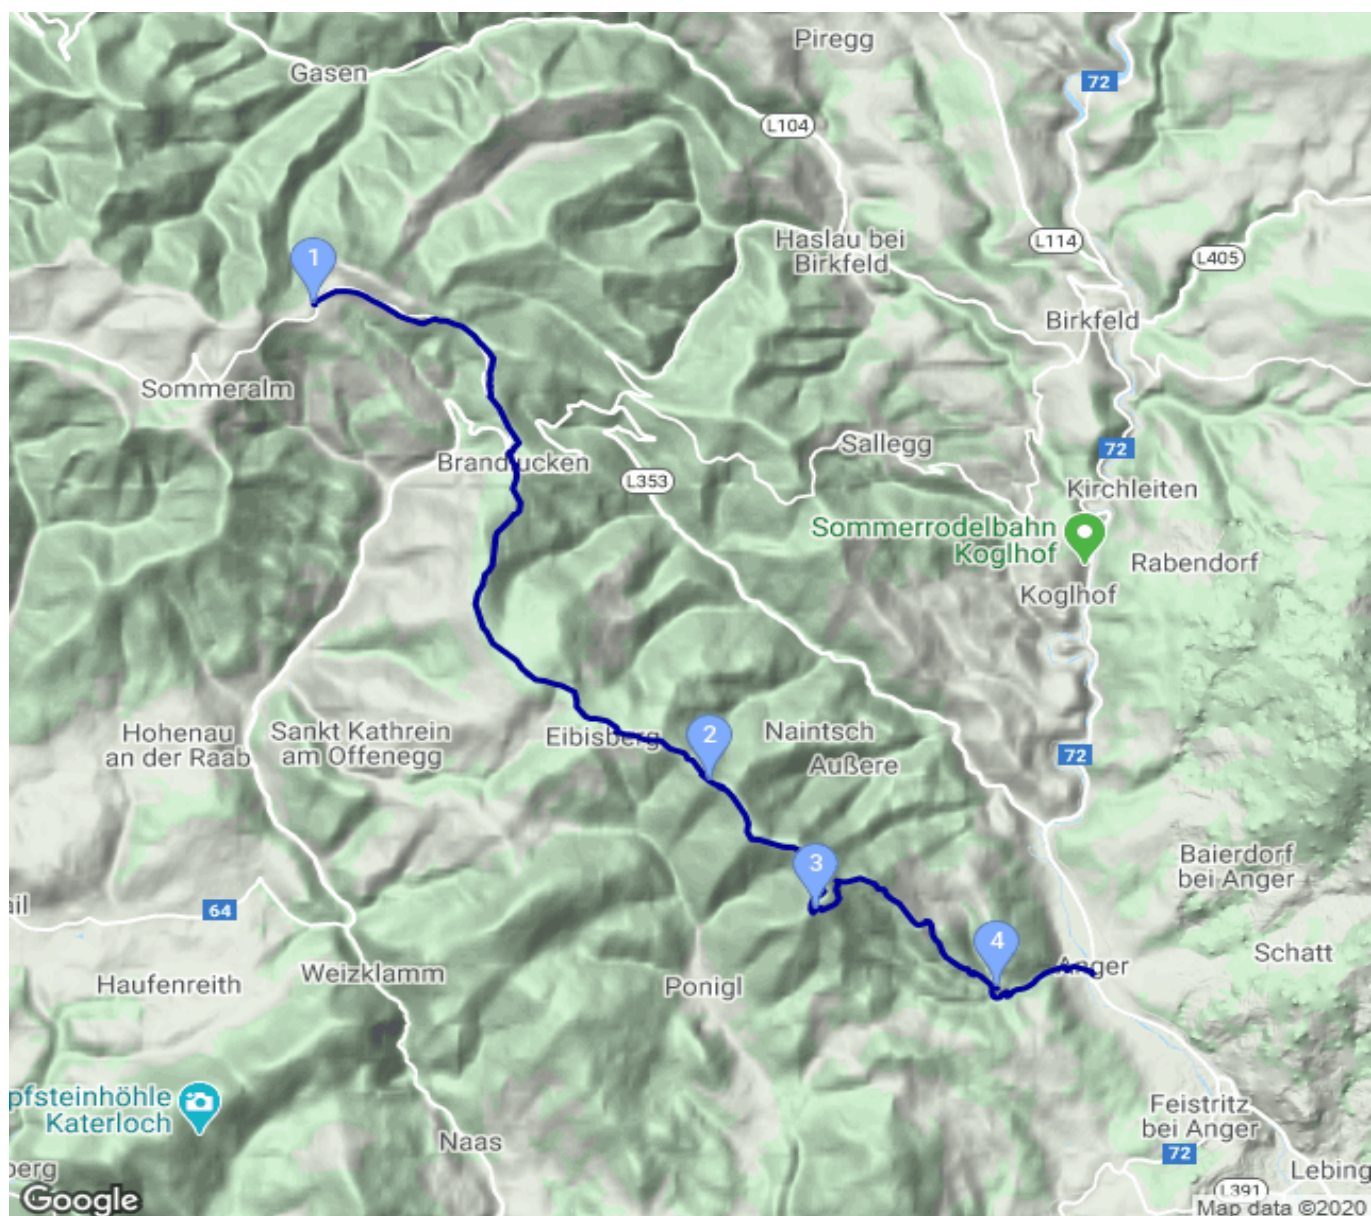 Piregg
Gasen
72
L104
Haslau bei
Birkfeld
L114
L405
1
Birkfeld
Sommeralm
Sallegg
72
Brandlucken
L353
Kirchleiten
Sommerrodelbahn
Koglhof
Rabendorf
Koglhof
Hohenau
an der Raab
Sankt Kathrein
am Offenegg
Eibisberg
2
Naintsch
Außere
72
3
Baierdorf
bei Anger
ail
64
4
Schatt
Anger
Weizklamm
Haufenreith
Ponigl
pfsteinhöhle
Katerloch
Feistritz
bei Anger
Naas
72
berg
Lebing
L391
Google
Map data ©2020